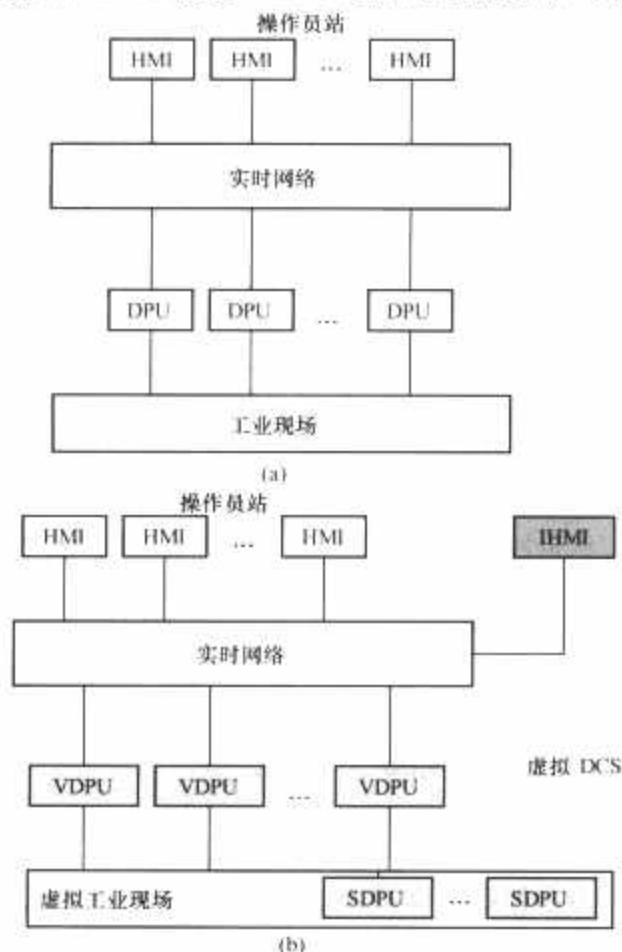 操作员站
HMI HMI … HMI
实时网络
DPU DPU … DPU
工业现场
(a)
操作员站
HMI HMI … HMI IHMI
实时网络
虚拟 DCS
VDPU VDPU … VDPU
虚拟工业现场 SDPU … SDPU
(b)